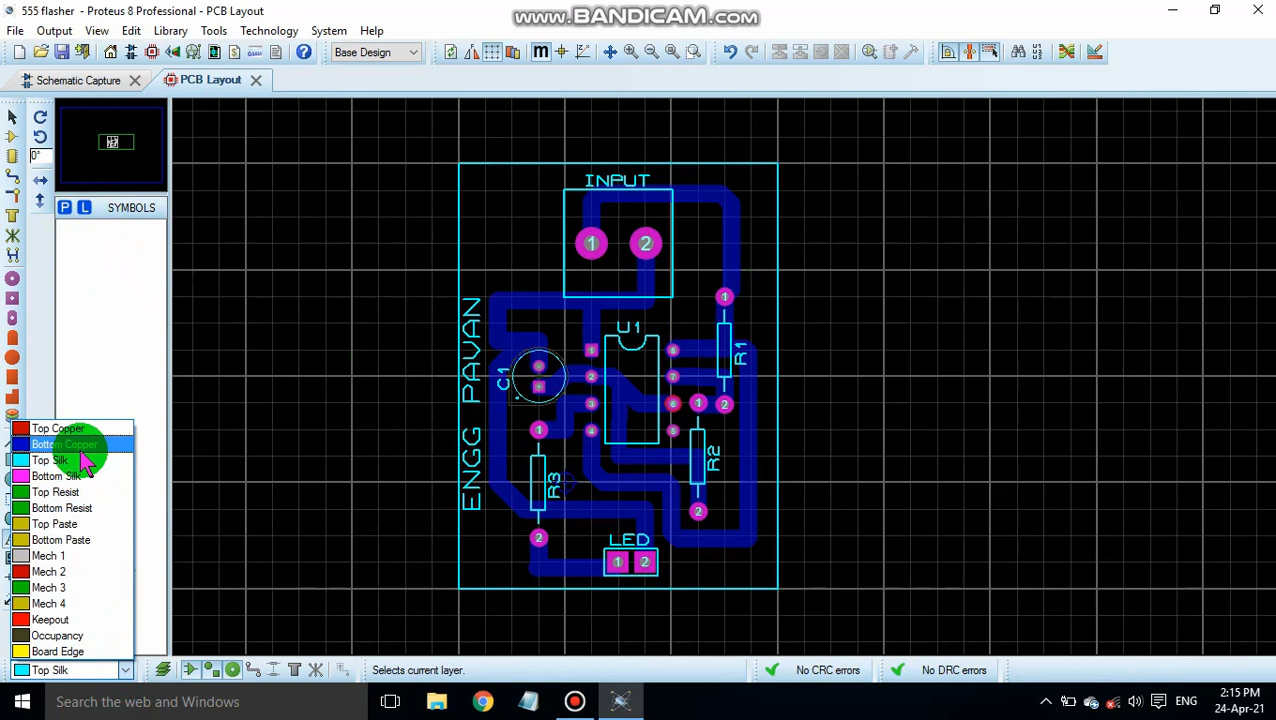 555 flasher - Proteus 8 Professional - PCB Layout
www.BANDICAM.com
File Output View Edit Library Tools Technology System Help
Base Design
Schematic Capture PCB Layout
0°
P L SYMBOLS
INPUT
1 2
ENGG PAVAN
U1
C1
R1
R2
R3
LED
1 2
Top Copper
Bottom Copper
Top Silk
Bottom Silk
Top Resist
Bottom Resist
Top Paste
Bottom Paste
Mech 1
Mech 2
Mech 3
Mech 4
Keepout
Occupancy
Board Edge
Top Silk
Selects current layer.
No CRC errors
No DRC errors
Search the web and Windows
ENG
2:15 PM
24-Apr-21